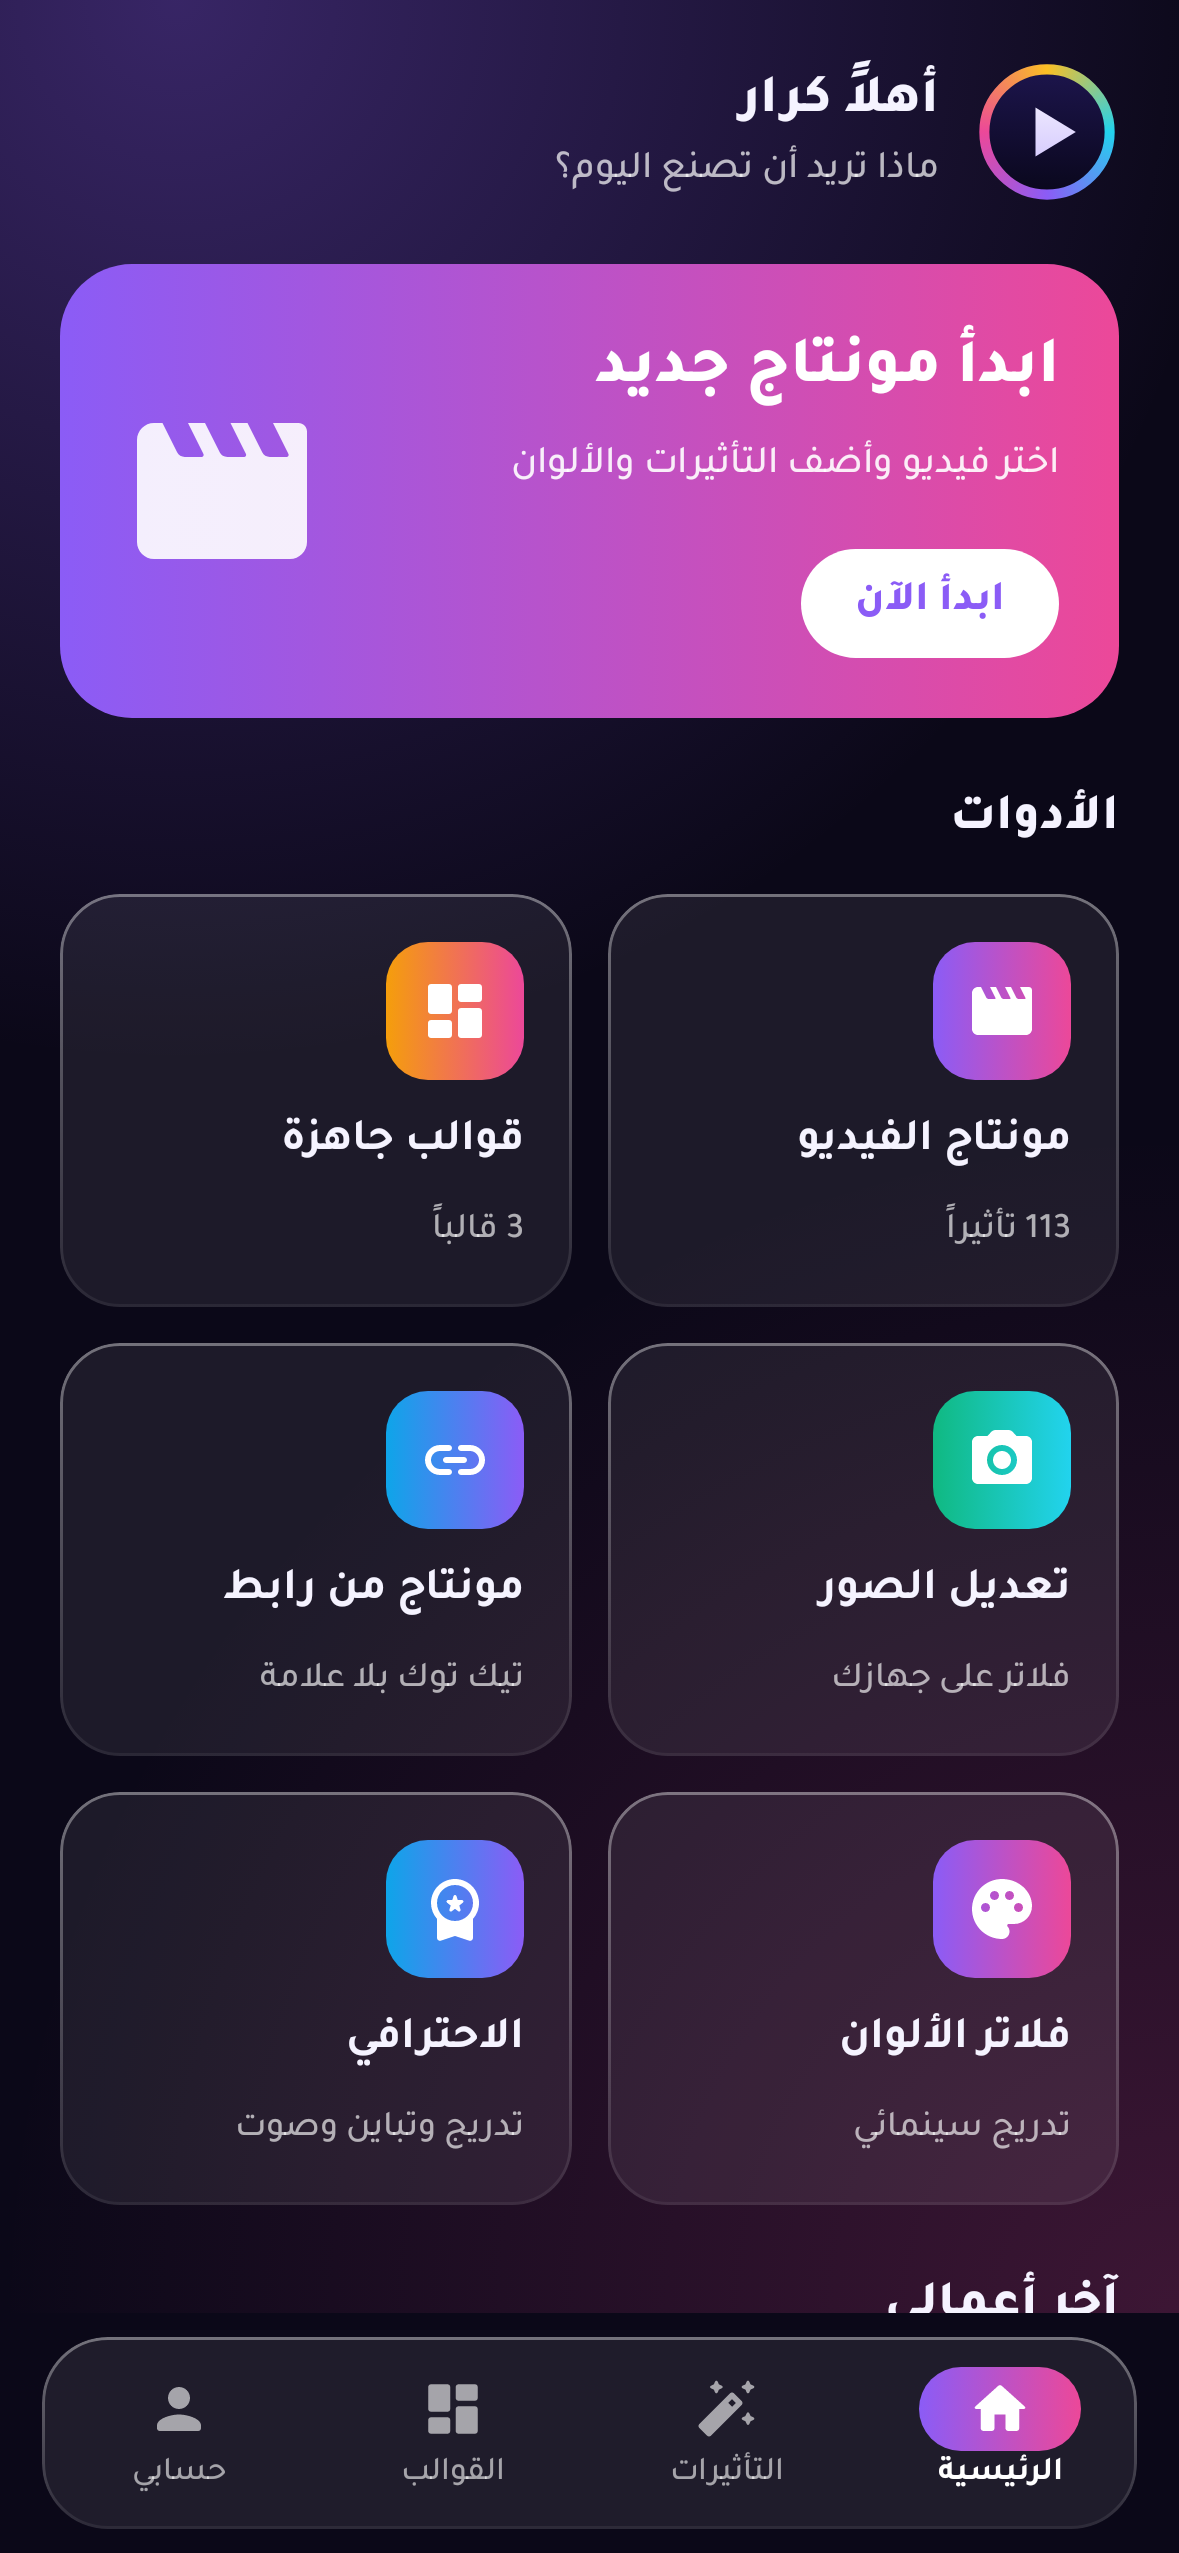 أهلاً كرار
ماذا تريد أن تصنع اليوم؟
ابدأ مونتاج جديد
اختر فيديو وأضف التأثيرات والألوان
ابدأ الآن
الأدوات
مونتاج الفيديو
113 تأثيراً
قوالب جاهزة
3 قالباً
تعديل الصور
فلاتر على جهازك
مونتاج من رابط
تيك توك بلا علامة
فلاتر الألوان
تدريج سينمائي
الاحترافي
تدريج وتباين وصوت
آخر أعمالي
الرئيسية
التأثيرات
القوالب
حسابي